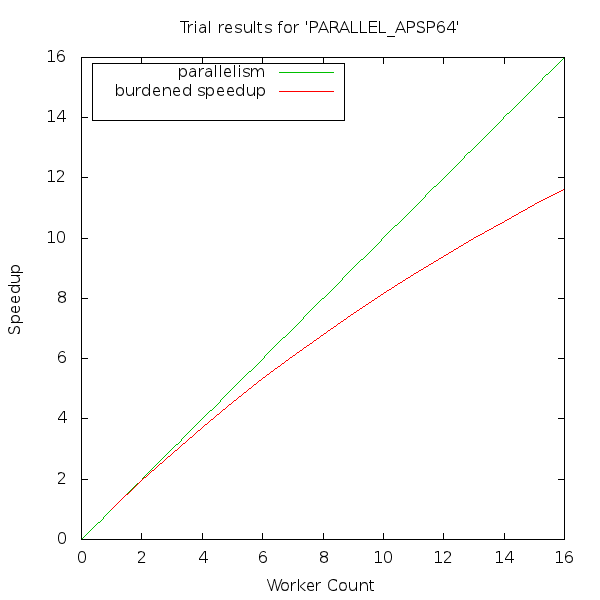 Trial results for 'PARALLEL_APSP64'
parallelism
burdened speedup
16
14
12
10
8
6
4
2
0
Speedup
0 2 4 6 8 10 12 14 16
Worker Count